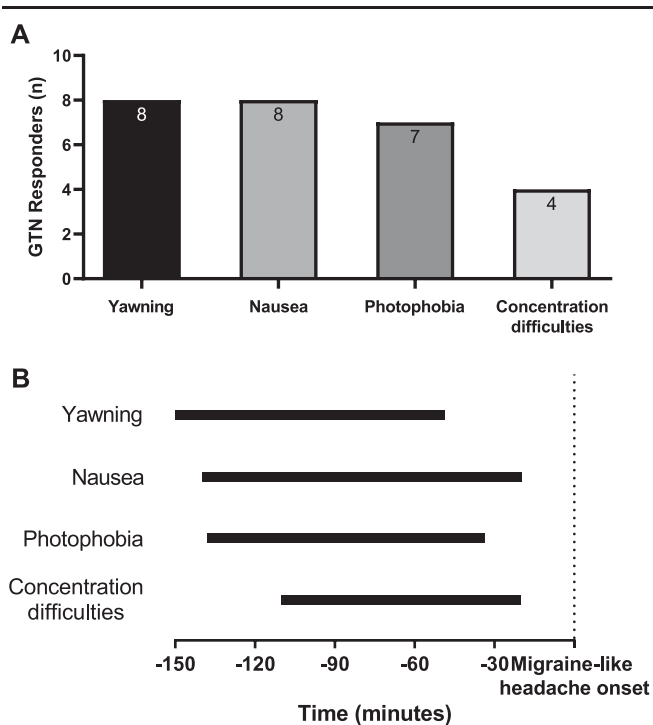 A
GTN Responders (n)
10
8
6
4
2
0
8
8
7
4
Yawning
Nausea
Photophobia
Concentration
difficulties
B
Yawning
Nausea
Photophobia
Concentration
difficulties
-150 -120 -90 -60 -30 Migraine-like
headache onset
Time (minutes)